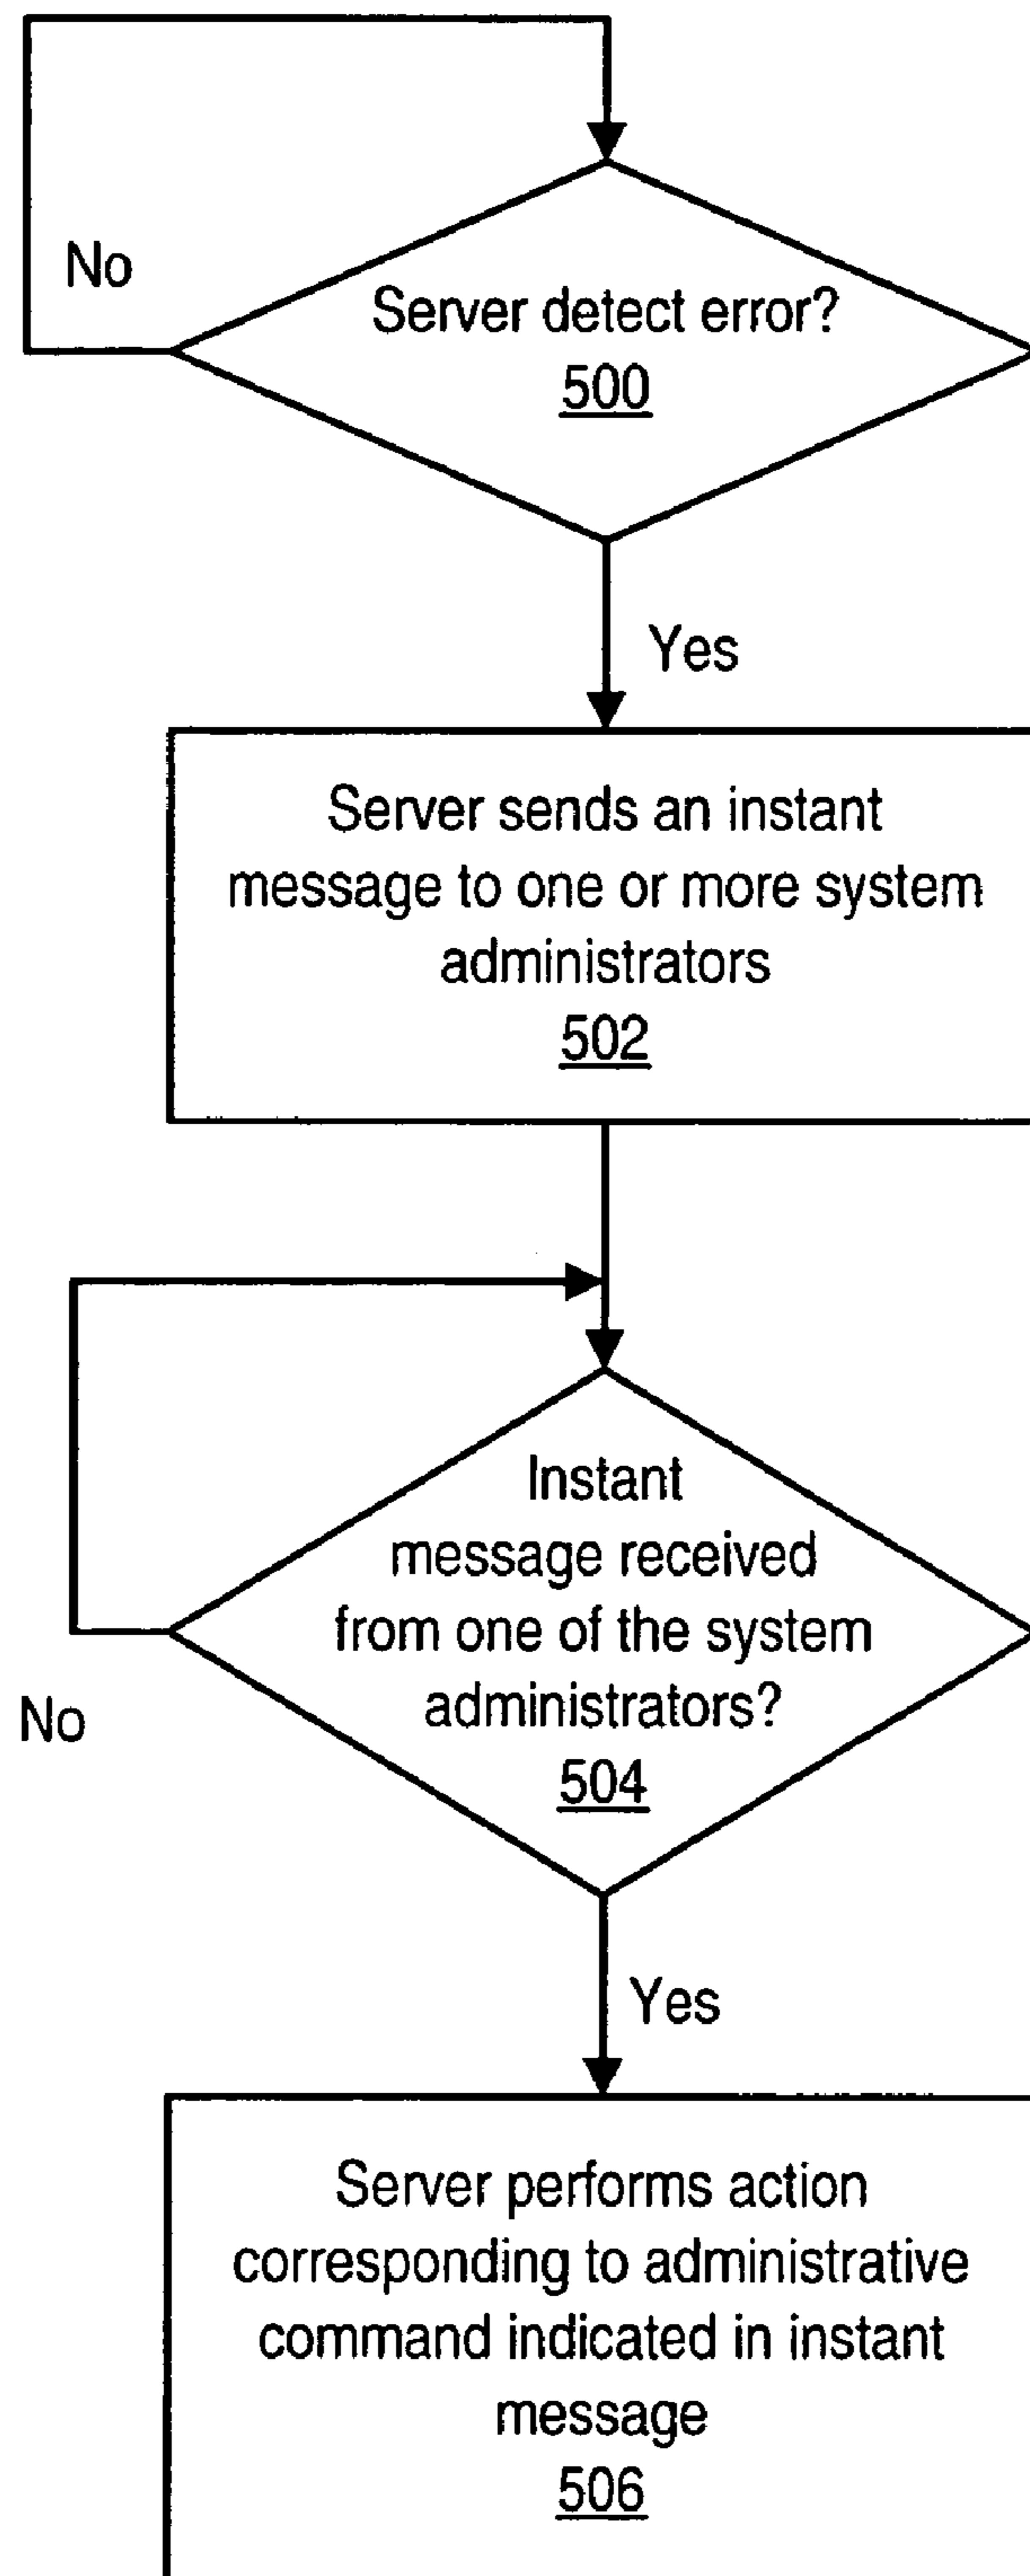 No
Server detect error?
500
Yes
Server sends an instant
message to one or more system
administrators
502
Instant
message received
from one of the system
administrators?
504
No
Yes
Server performs action
corresponding to administrative
command indicated in instant
message
506